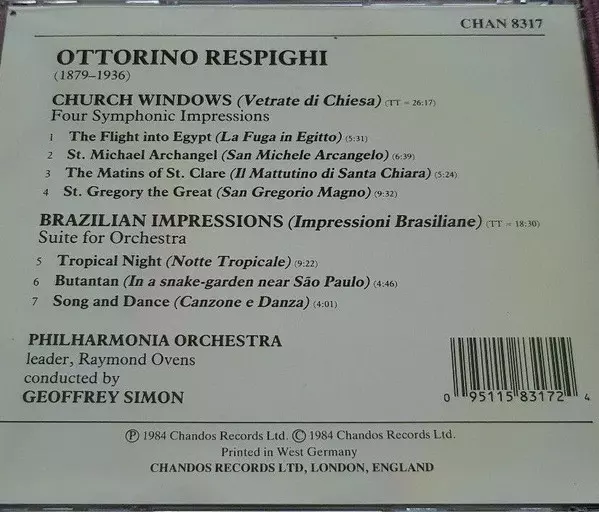 CHAN 8317
OTTORINO RESPIGHI
(1879–1936)
CHURCH WINDOWS (Vetrate di Chiesa) (TT = 26:17)
Four Symphonic Impressions
1 The Flight into Egypt (La Fuga in Egitto) (5:31)
2 St. Michael Archangel (San Michele Arcangelo) (6:39)
3 The Matins of St. Clare (Il Mattutino di Santa Chiara) (5:24)
4 St. Gregory the Great (San Gregorio Magno) (9:32)
BRAZILIAN IMPRESSIONS (Impressioni Brasiliane) (TT = 18:30)
Suite for Orchestra
5 Tropical Night (Notte Tropicale) (9:22)
6 Butantan (In a snake-garden near São Paulo) (4:46)
7 Song and Dance (Canzone e Danza) (4:01)
PHILHARMONIA ORCHESTRA
leader, Raymond Ovens
conducted by
GEOFFREY SIMON
0 95115 83172 4
℗ 1984 Chandos Records Ltd. © 1984 Chandos Records Ltd.
Printed in West Germany
CHANDOS RECORDS LTD, LONDON, ENGLAND